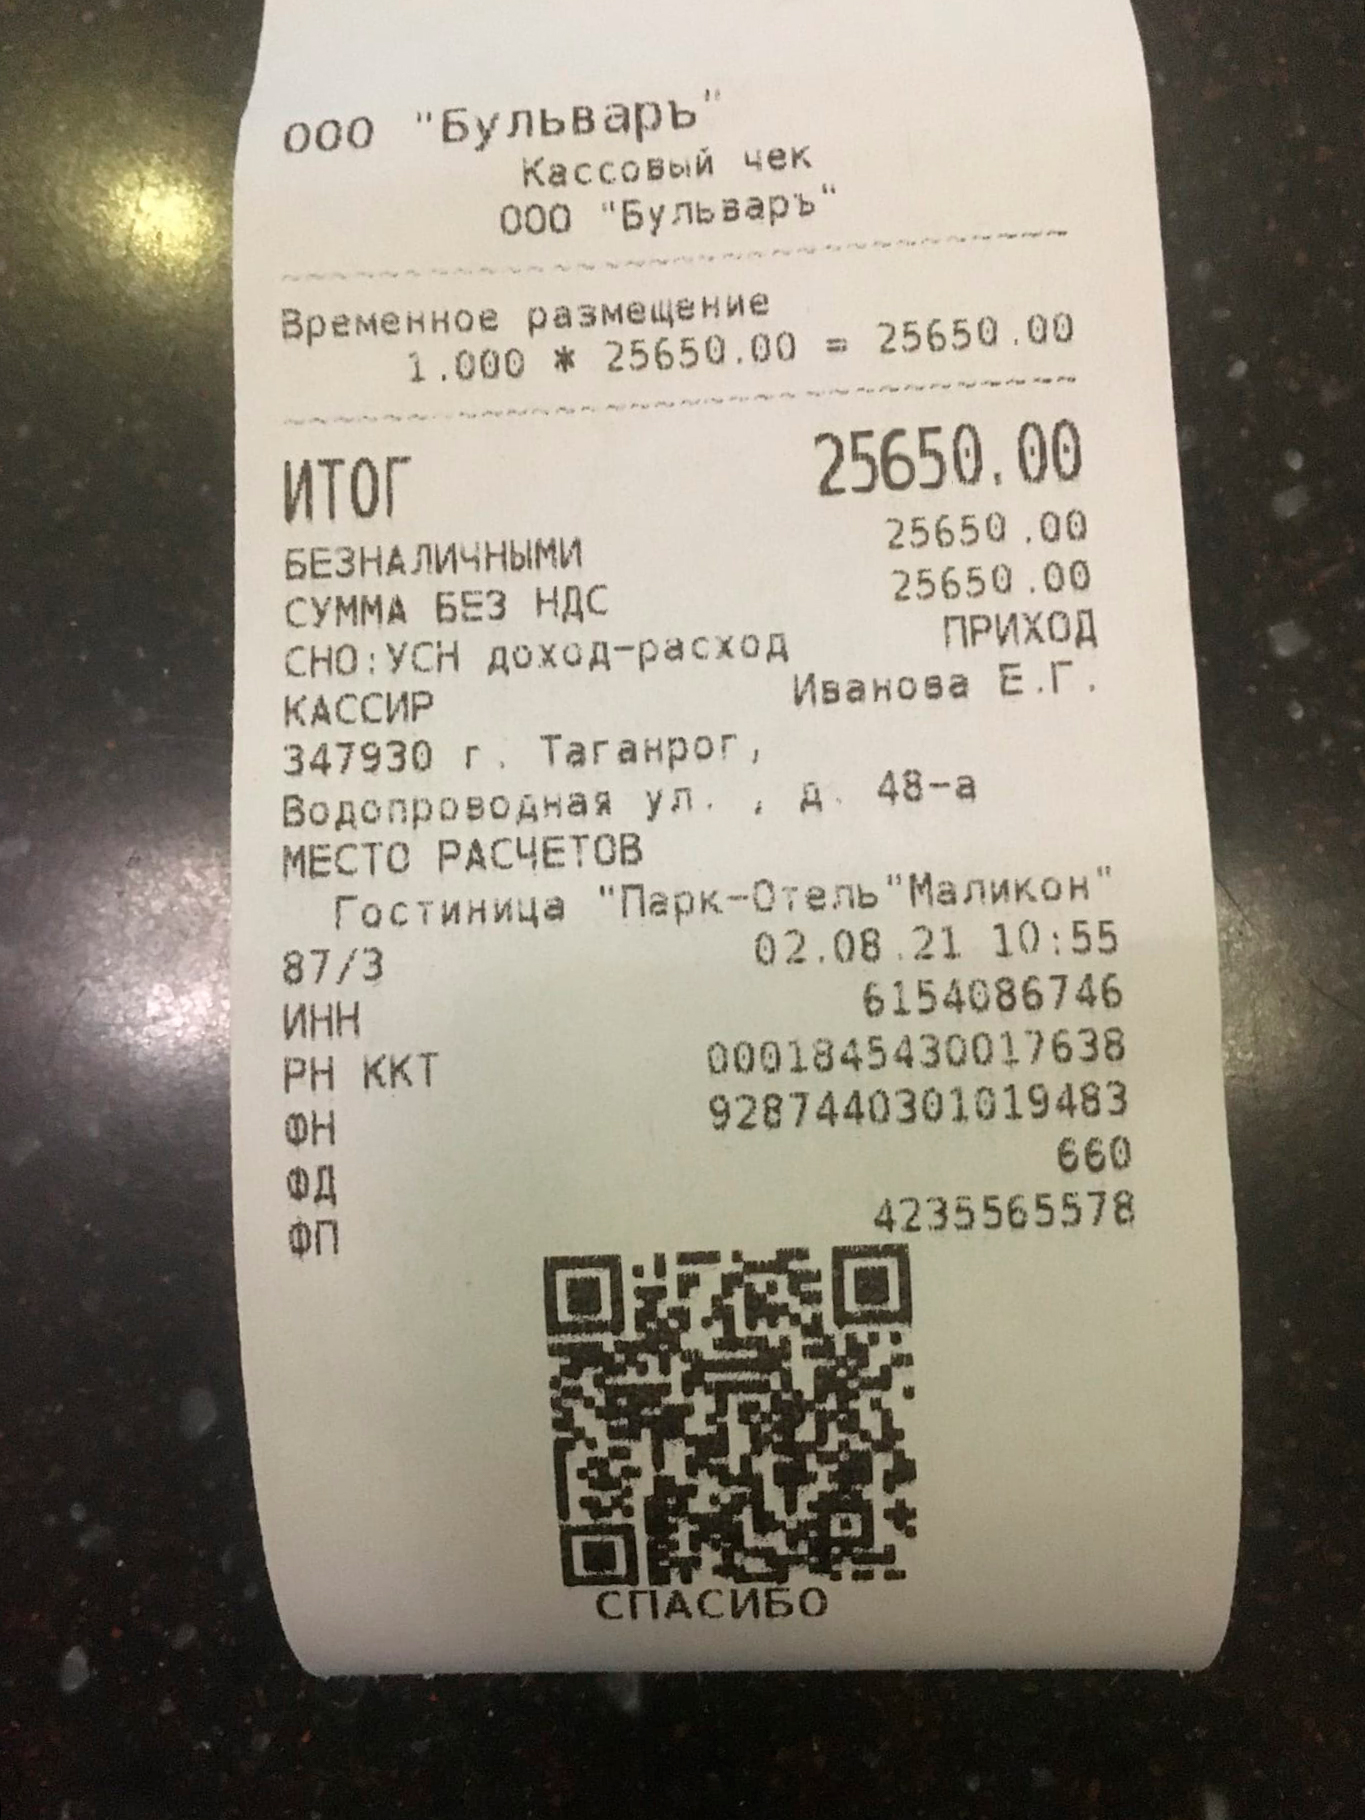 ООО "Бульваръ"
Кассовый чек
ООО "Бульваръ"
Временное размещение
1.000 * 25650.00 = 25650.00
ИТОГ 25650.00
БЕЗНАЛИЧНЫМИ 25650.00
СУММА БЕЗ НДС 25650.00
СНО:УСН доход-расход ПРИХОД
КАССИР Иванова Е.Г.
347930 г. Таганрог,
Водопроводная ул. , д. 48-а
МЕСТО РАСЧЕТОВ
Гостиница "Парк-Отель"Маликон"
87/3 02.08.21 10:55
ИНН 6154086746
РН ККТ 0001845430017638
ФН 9287440301019483
ФД 660
ФП 4235565578
СПАСИБО